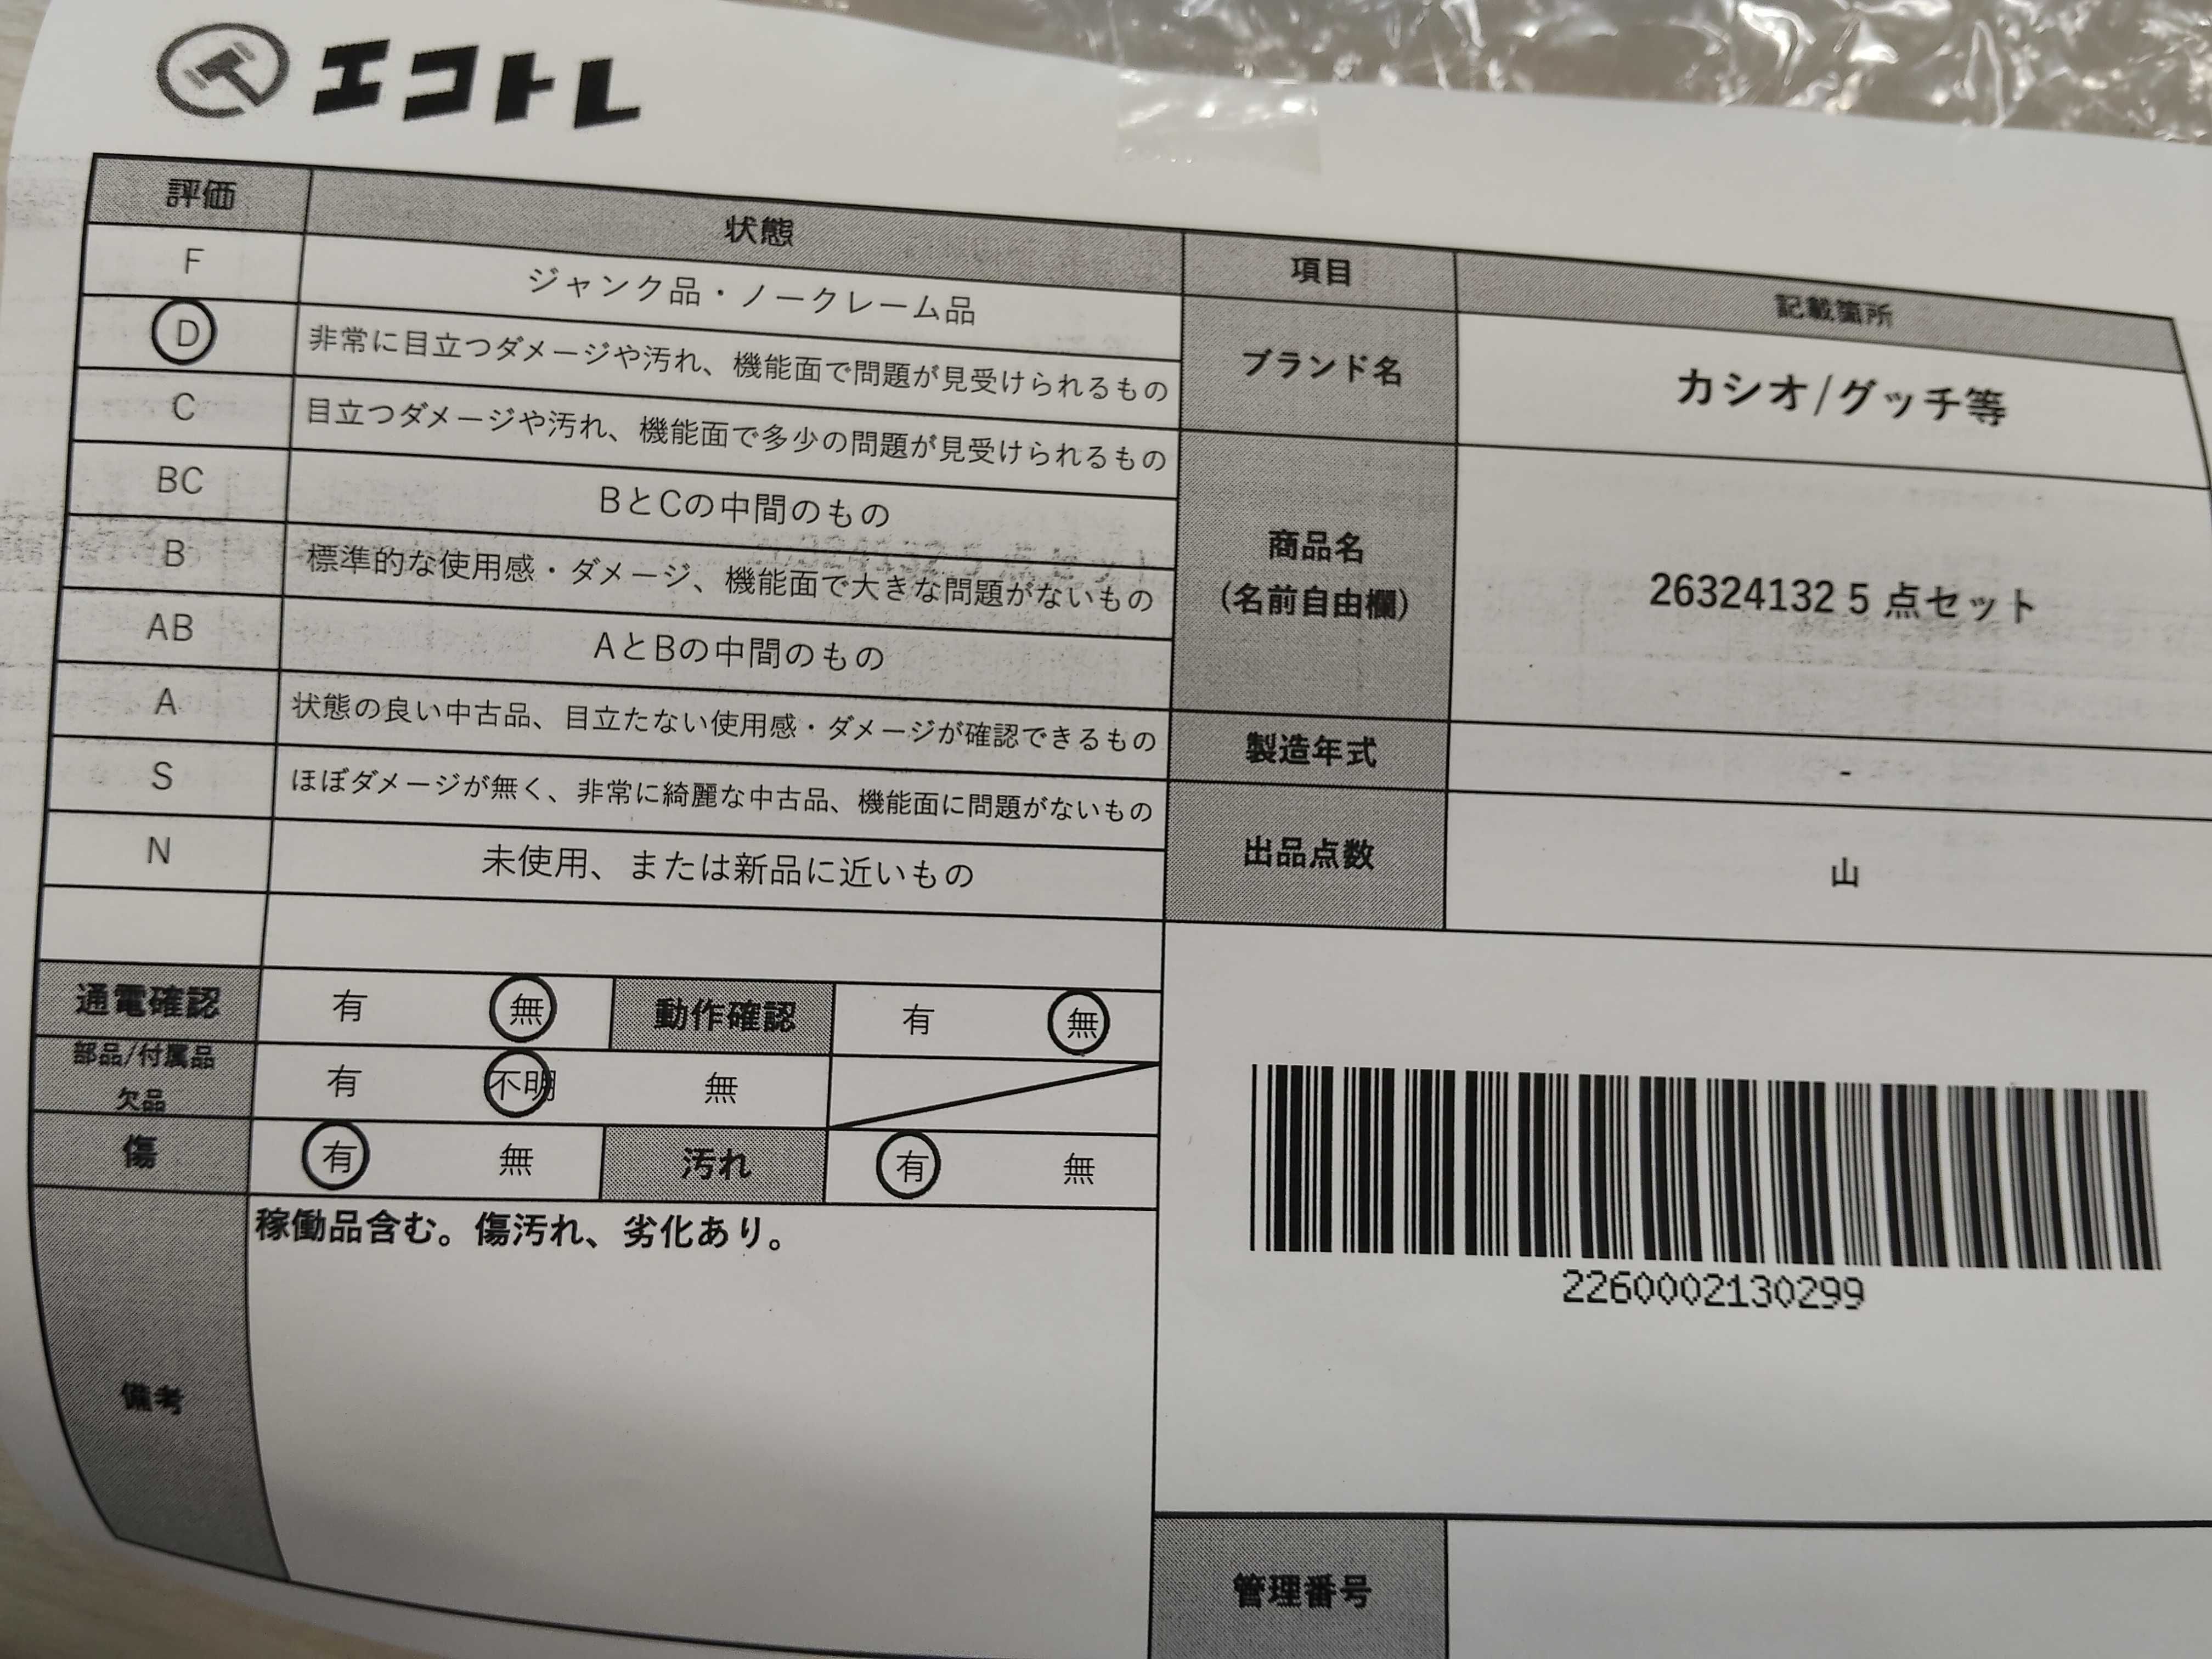 エコトレ
評価 状態
F ジャンク品・ノークレーム品
D 非常に目立つダメージや汚れ、機能面で問題が見受けられるもの
C 目立つダメージや汚れ、機能面で多少の問題が見受けられるもの
BC BとCの中間のもの
B 標準的な使用感・ダメージ、機能面で大きな問題がないもの
AB AとBの中間のもの
A 状態の良い中古品、目立たない使用感・ダメージが確認できるもの
S ほぼダメージが無く、非常に綺麗な中古品、機能面に問題がないもの
N 未使用、または新品に近いもの
通電確認 有 無 動作確認 有 無
部品/付属品
欠品 有 不明 無
傷 有 無 汚れ 有 無
備考 稼働品含む。傷汚れ、劣化あり。
項目 記載箇所
ブランド名 カシオ/グッチ等
商品名
(名前自由欄) 26324132 5 点セット
製造年式 -
出品点数 山
2260002130299
管理番号